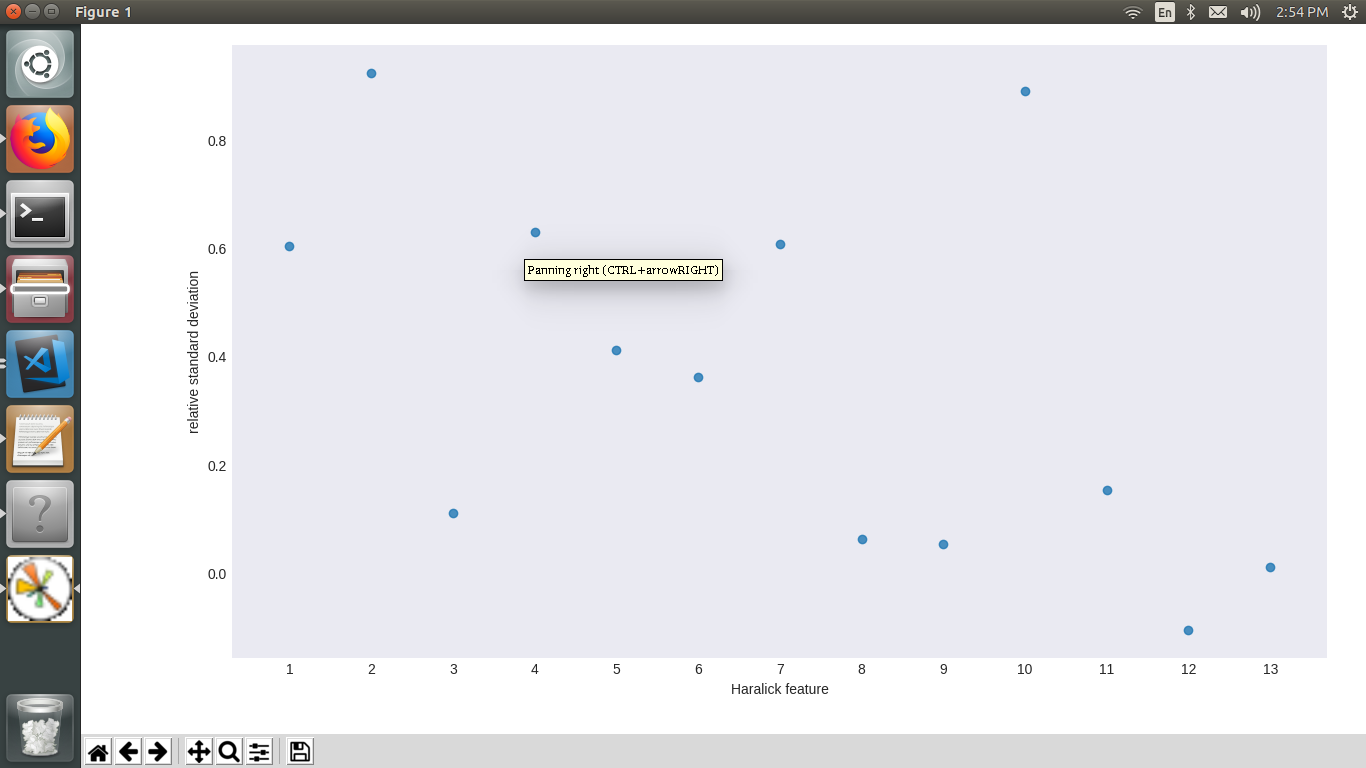 Figure 1
En
2:54 PM
0.8
0.6
0.4
0.2
0.0
relative standard deviation
Panning right (CTRL+arrowRIGHT)
1 2 3 4 5 6 7 8 9 10 11 12 13
Haralick feature